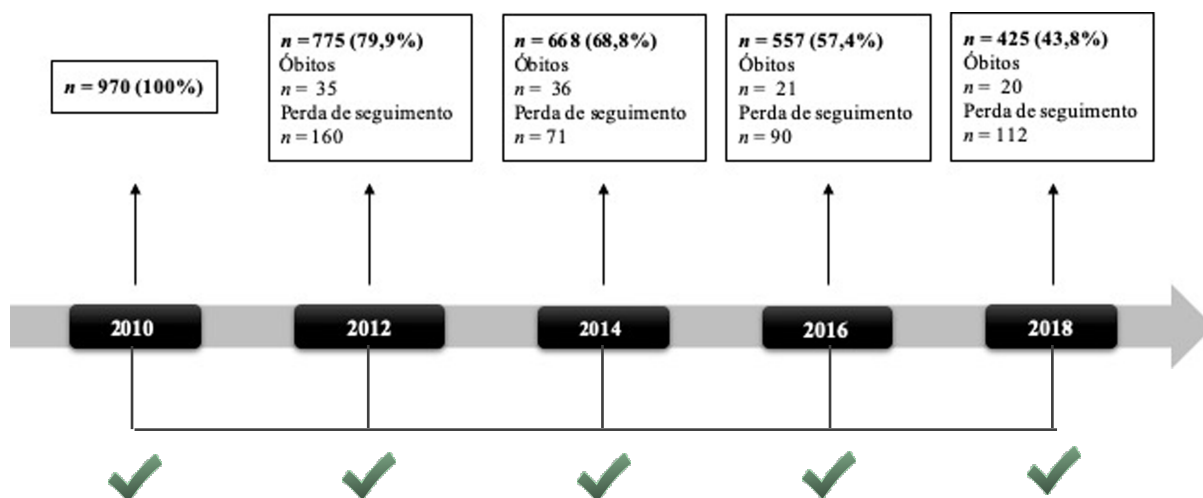 n = 970 (100%)
n = 775 (79,9%)
Óbitos
n = 35
Perda de seguimento
n = 160
n = 668 (68,8%)
Óbitos
n = 36
Perda de seguimento
n = 71
n = 557 (57,4%)
Óbitos
n = 21
Perda de seguimento
n = 90
n = 425 (43,8%)
Óbitos
n = 20
Perda de seguimento
n = 112
2010
2012
2014
2016
2018